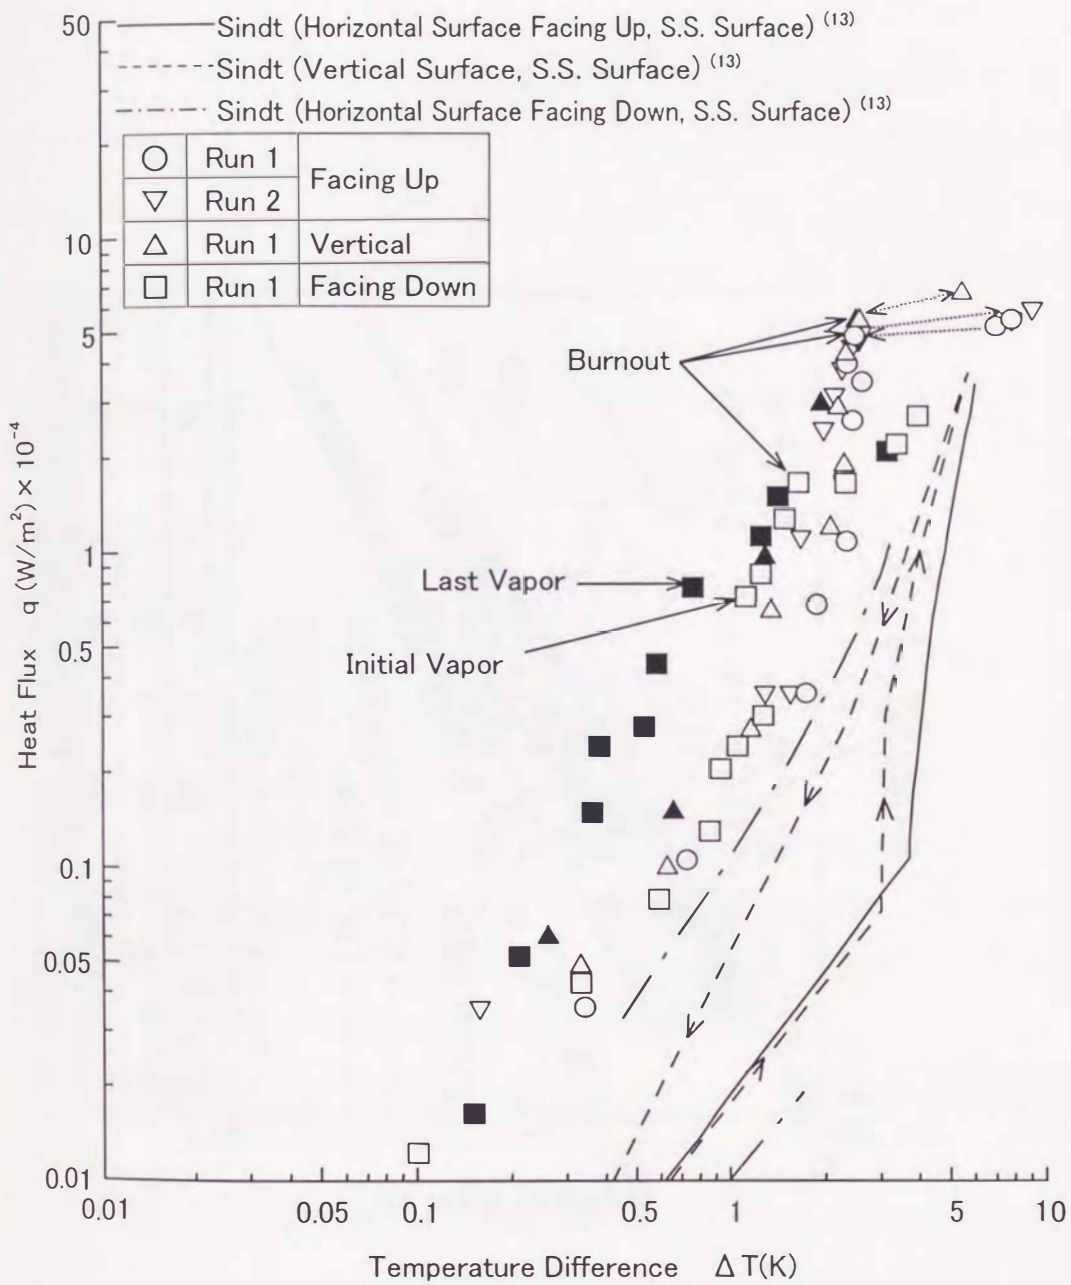 Sindt (Horizontal Surface Facing Up, S.S. Surface) (13)
Sindt (Vertical Surface, S.S. Surface) (13)
Sindt (Horizontal Surface Facing Down, S.S. Surface) (13)
Run 1
Facing Up
Run 2
Run 1 Vertical
Run 1 Facing Down
50
10
5
1
0.5
0.1
0.05
0.01
Heat Flux q (W/m²) × 10⁻⁴
Burnout
Last Vapor
Initial Vapor
0.01 0.05 0.1 0.5 1 5 10
Temperature Difference Δ T(K)